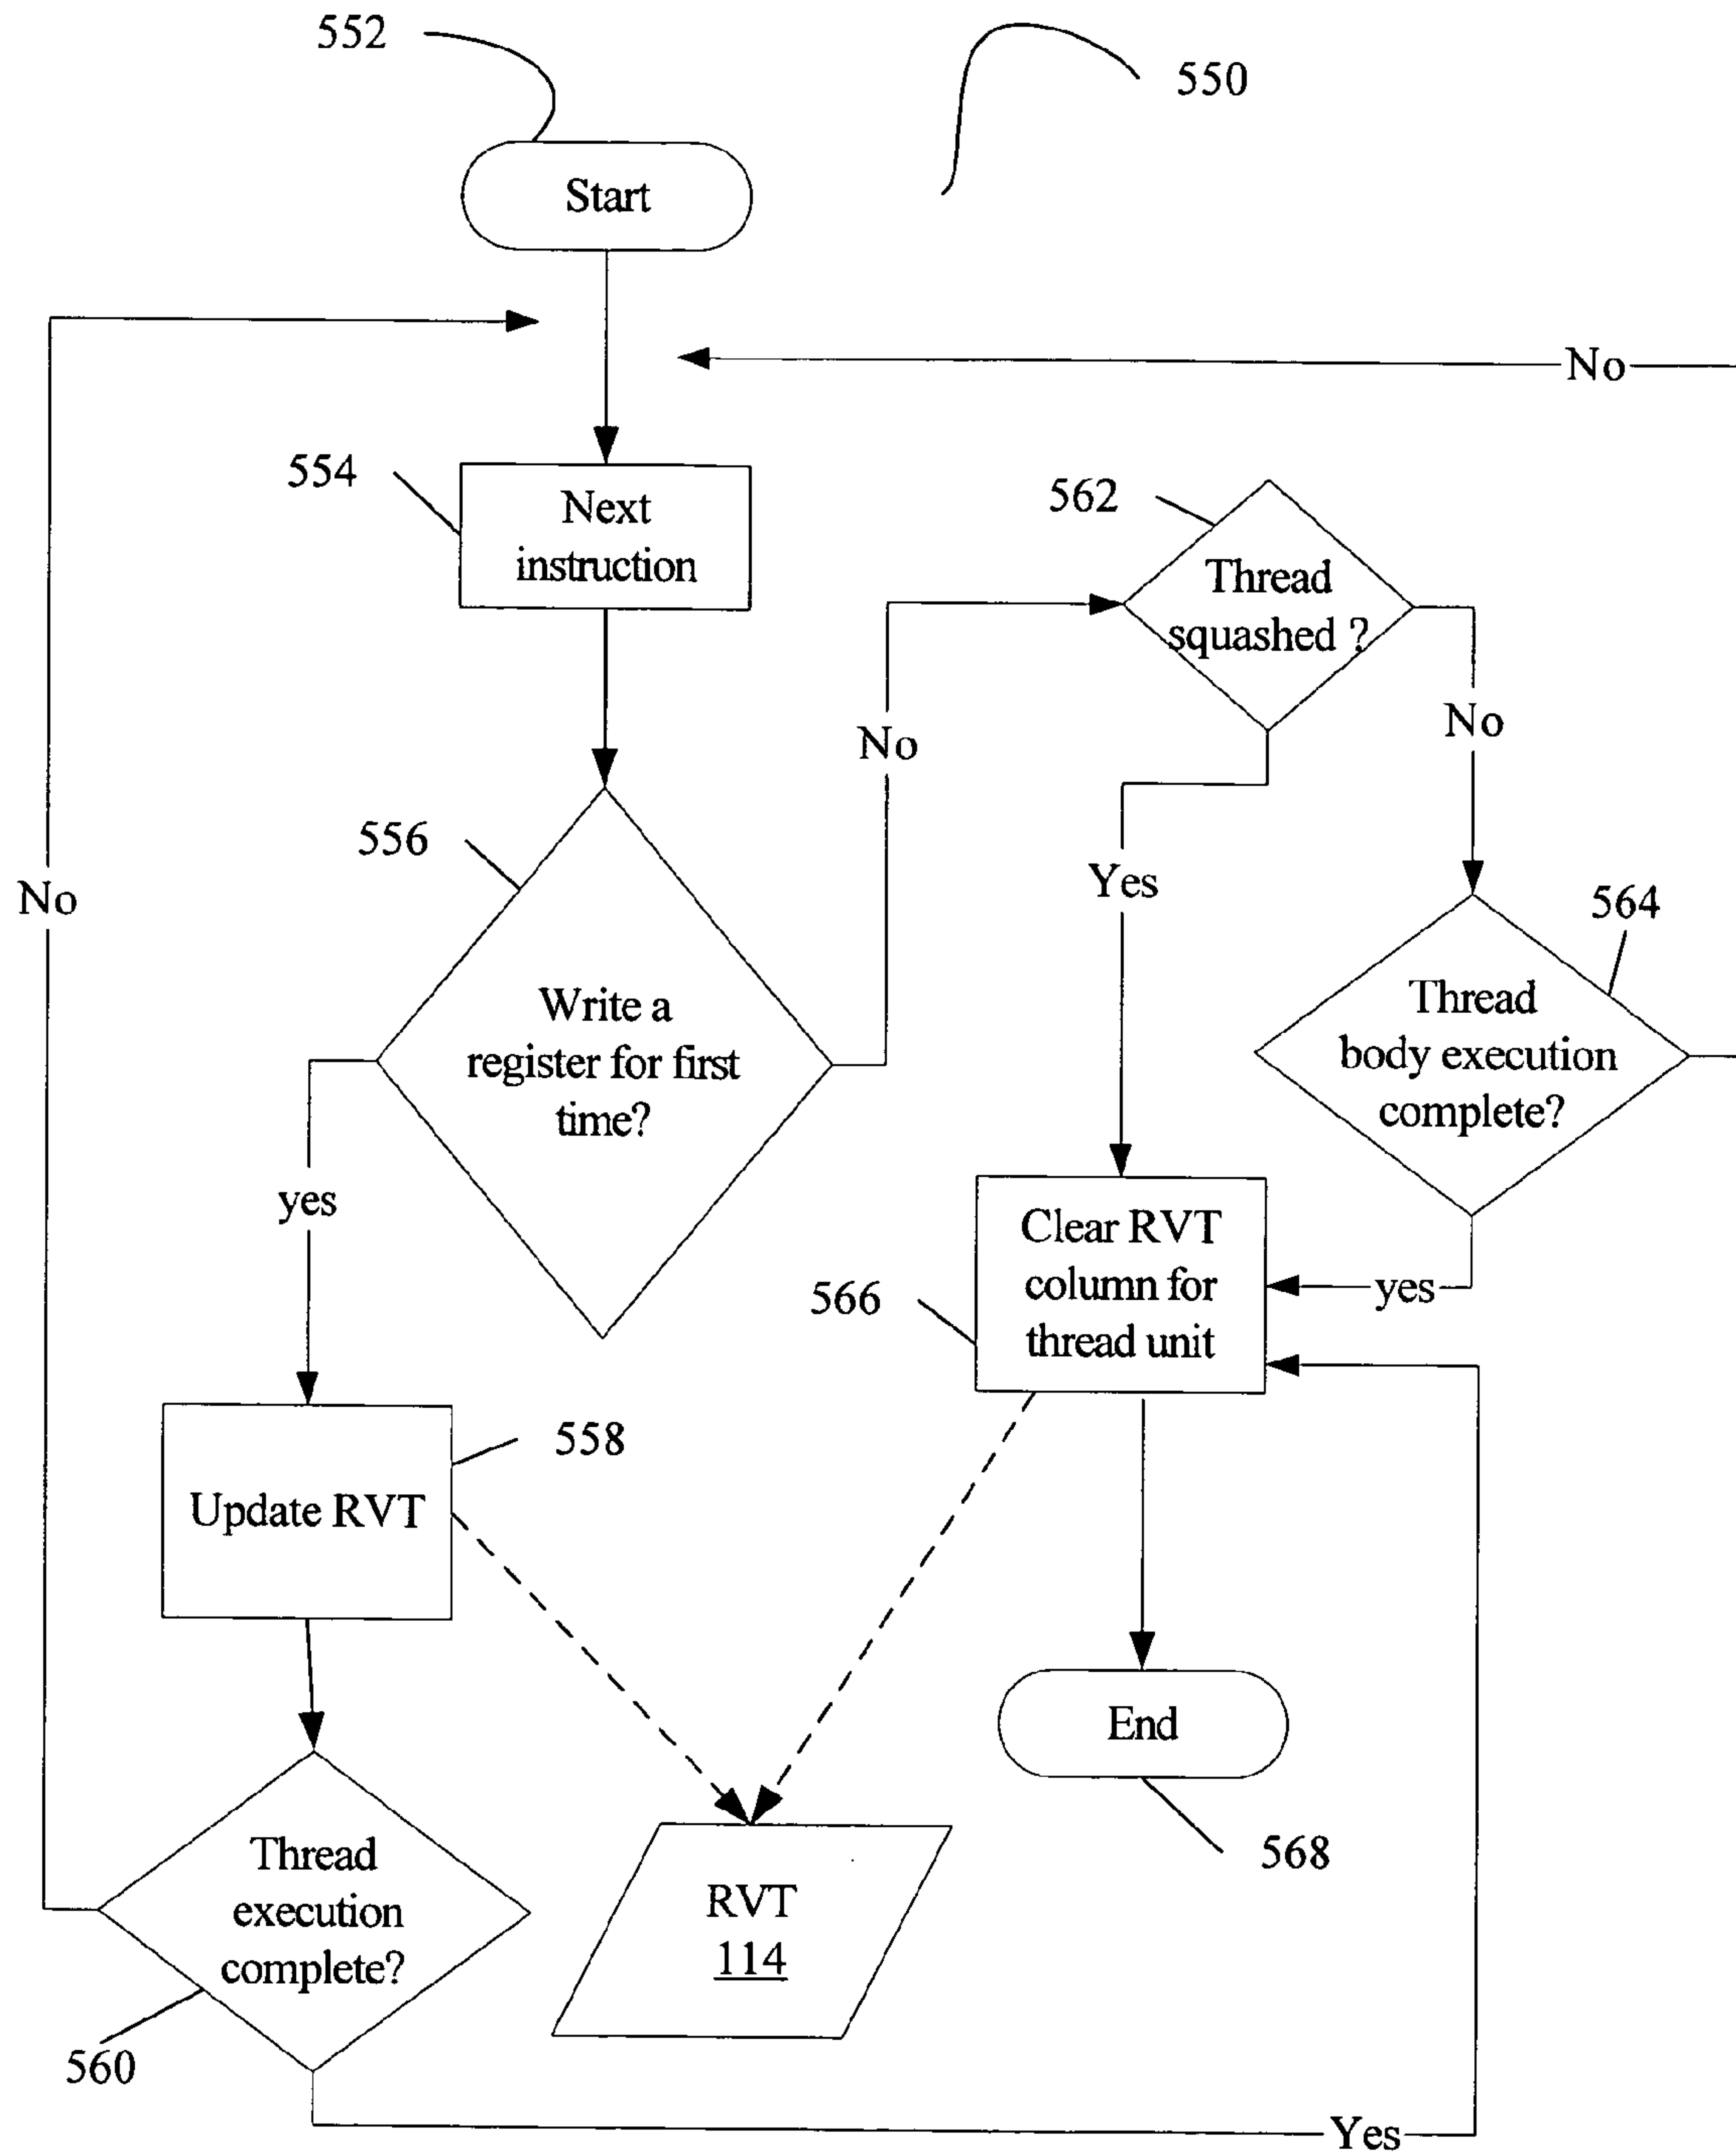 552
550
Start
No
554
Next
instruction
562
Thread
squashed ?
No
No
556
Yes
No
564
Write a
register for first
time?
Thread
body execution
complete?
yes
Clear RVT
column for
thread unit
yes
566
558
Update RVT
End
568
Thread
execution
complete?
RVT
114
560
Yes